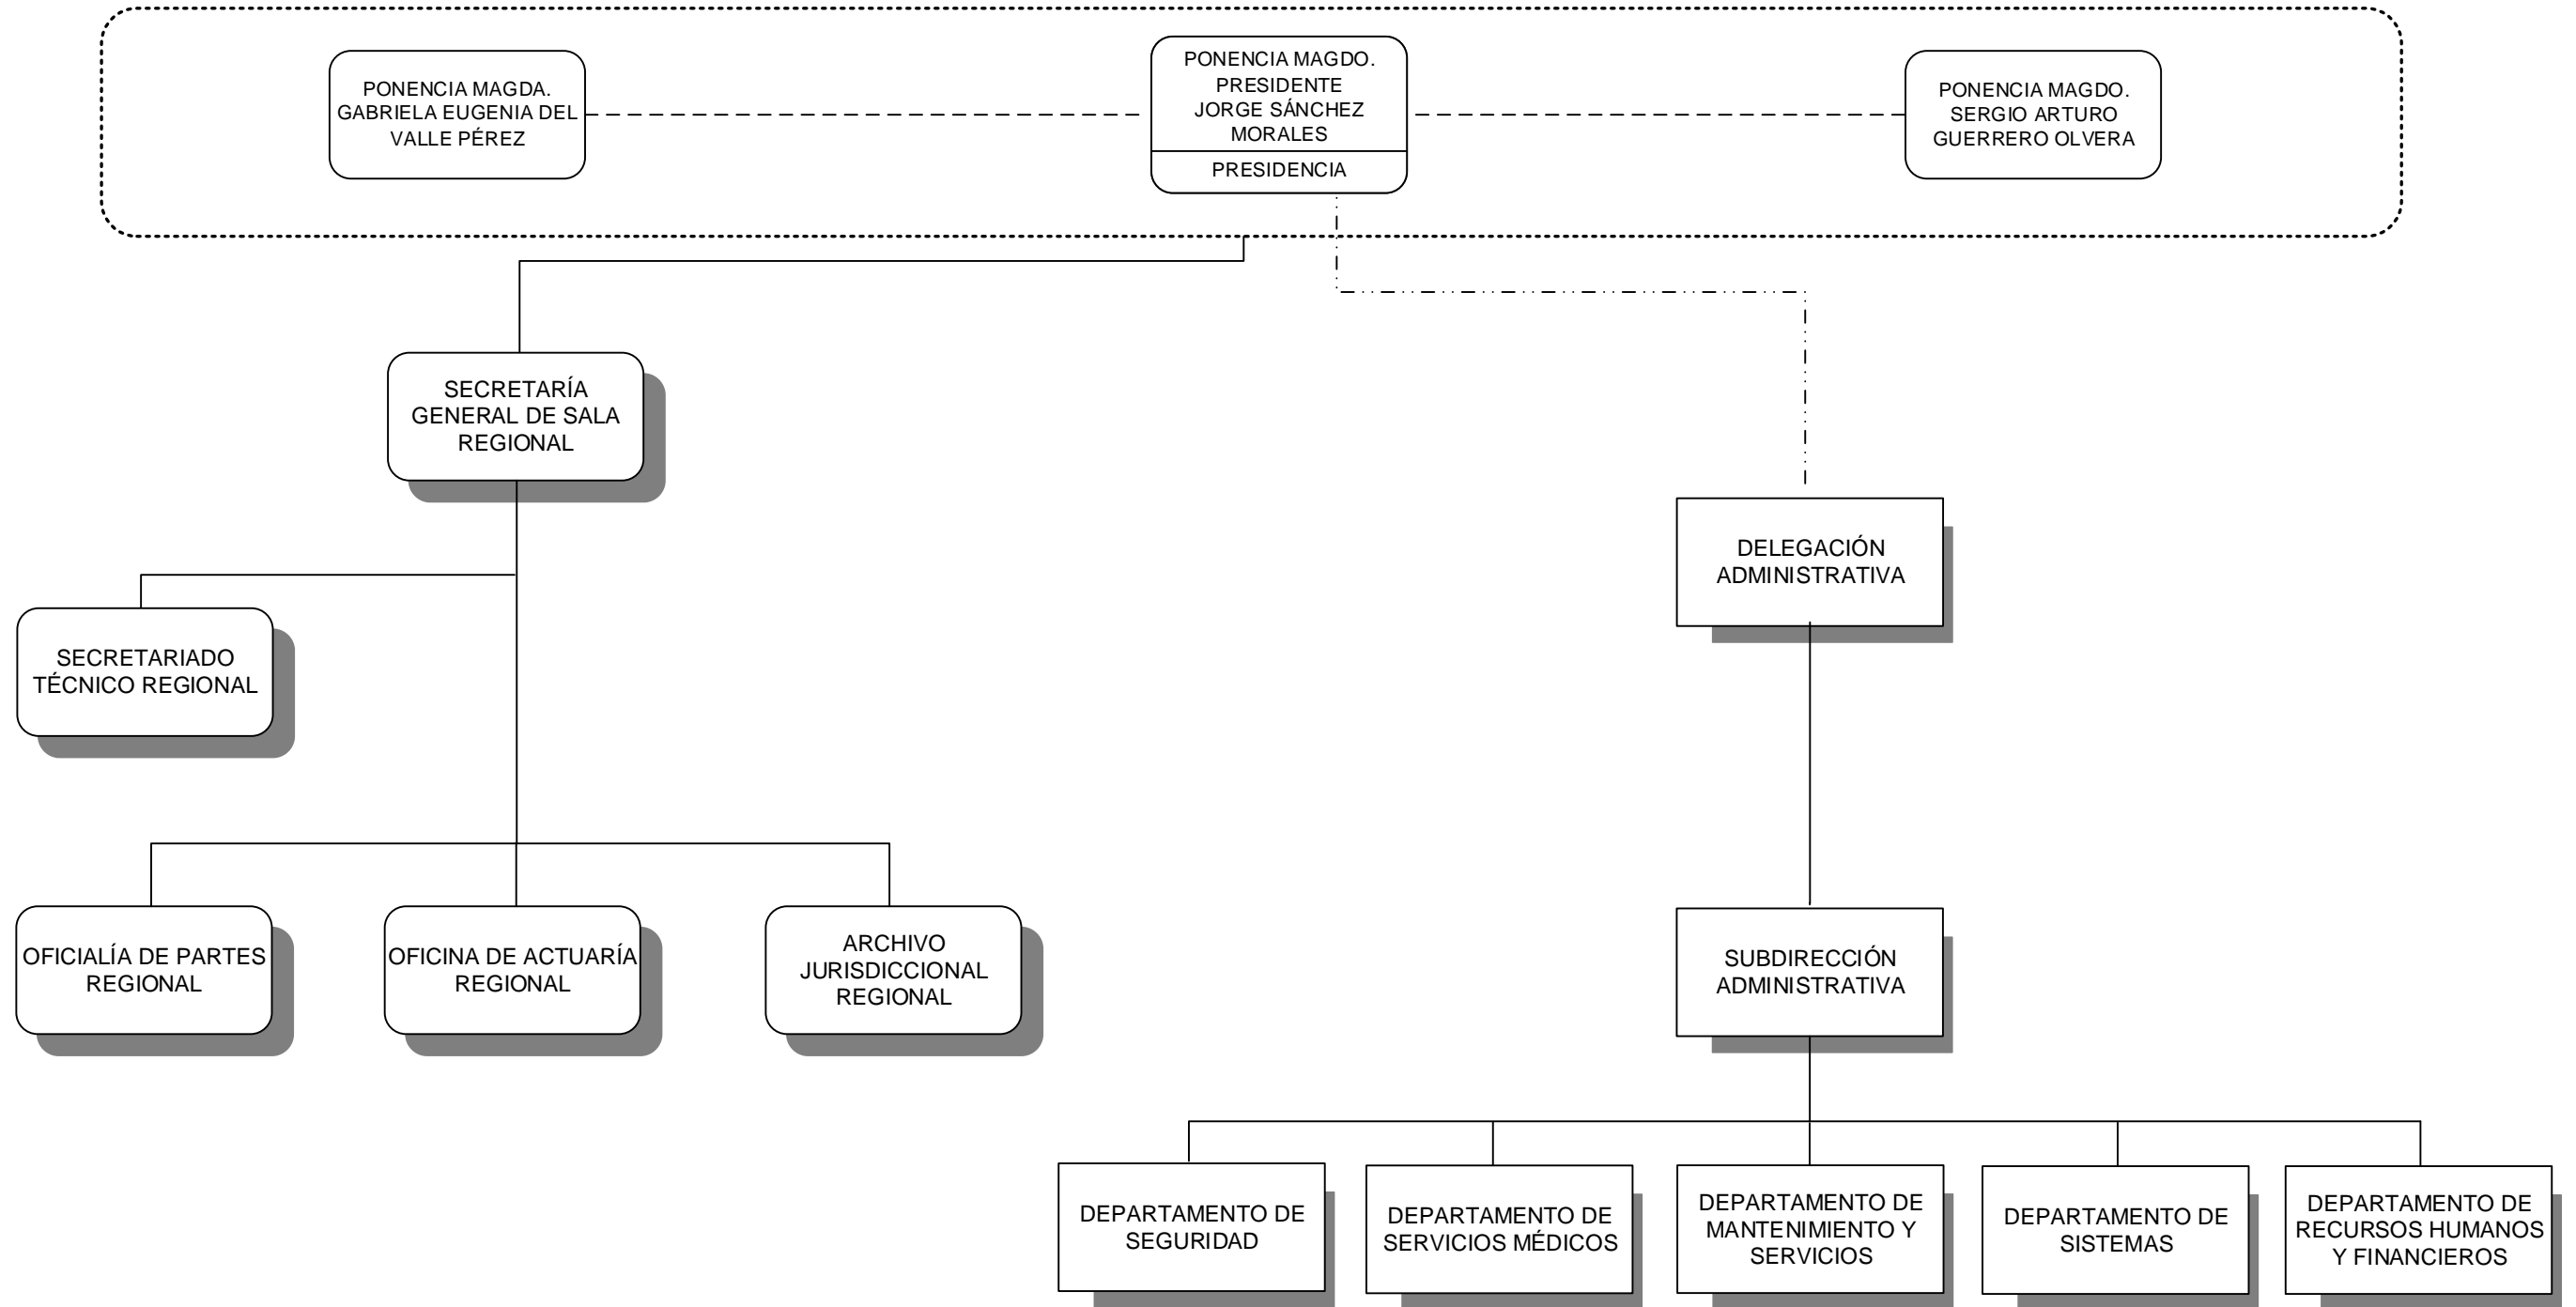 PONENCIA MAGDA.
GABRIELA EUGENIA DEL
VALLE PÉREZ
PONENCIA MAGDO.
PRESIDENTE
JORGE SÁNCHEZ
MORALES
PRESIDENCIA
PONENCIA MAGDO.
SERGIO ARTURO
GUERRERO OLVERA
SECRETARÍA
GENERAL DE SALA
REGIONAL
DELEGACIÓN
ADMINISTRATIVA
SECRETARIADO
TÉCNICO REGIONAL
OFICIALÍA DE PARTES
REGIONAL
OFICINA DE ACTUARÍA
REGIONAL
ARCHIVO
JURISDICCIONAL
REGIONAL
SUBDIRECCIÓN
ADMINISTRATIVA
DEPARTAMENTO DE
SEGURIDAD
DEPARTAMENTO DE
SERVICIOS MÉDICOS
DEPARTAMENTO DE
MANTENIMIENTO Y
SERVICIOS
DEPARTAMENTO DE
SISTEMAS
DEPARTAMENTO DE
RECURSOS HUMANOS
Y FINANCIEROS